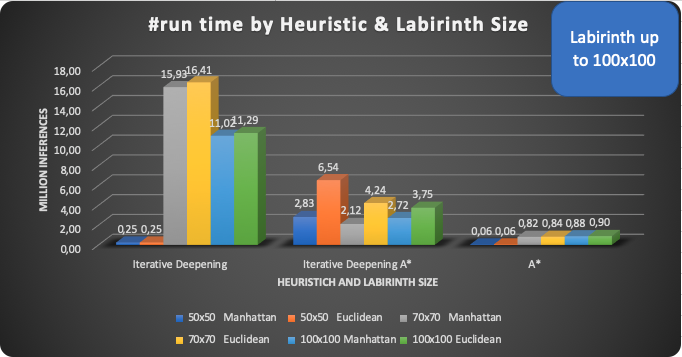 #run time by Heuristic & Labirinth Size
Labirinth up
to 100x100
18,00
16,00
14,00
12,00
10,00
8,00
6,00
4,00
2,00
0,00
MILLION INFERENCES
0,25 0,25 15,93 16,41 11,02 11,29
2,83 6,54 2,12 4,24 2,72 3,75
0,06 0,06 0,82 0,84 0,88 0,90
Iterative Deepening Iterative Deepening A* A*
HEURISTICH AND LABIRINTH SIZE
50x50 Manhattan 50x50 Euclidean 70x70 Manhattan
70x70 Euclidean 100x100 Manhattan 100x100 Euclidean